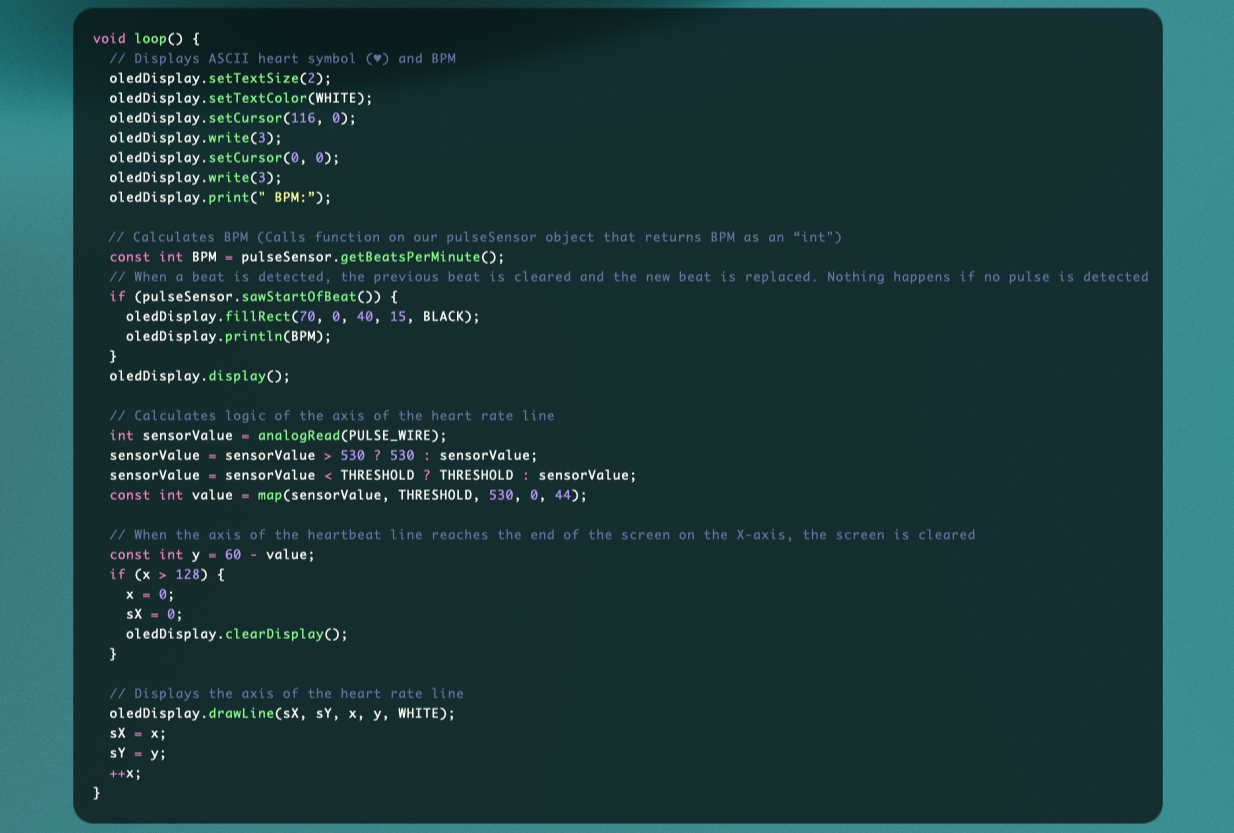 void loop() {
  // Displays ASCII heart symbol (♥) and BPM
  oledDisplay.setTextSize(2);
  oledDisplay.setTextColor(WHITE);
  oledDisplay.setCursor(116, 0);
  oledDisplay.write(3);
  oledDisplay.setCursor(0, 0);
  oledDisplay.write(3);
  oledDisplay.print(" BPM:”);

  // Calculates BPM (Calls function on our pulseSensor object that returns BPM as an “int")
  const int BPM = pulseSensor.getBeatsPerMinute();
  // When a beat is detected, the previous beat is cleared and the new beat is replaced. Nothing happens if no pulse is detected
  if (pulseSensor.sawStartOfBeat()) {
    oledDisplay.fillRect(70, 0, 40, 15, BLACK);
    oledDisplay.println(BPM);
  }
  oledDisplay.display();

  // Calculates logic of the axis of the heart rate line
  int sensorValue = analogRead(PULSE_WIRE);
  sensorValue = sensorValue > 530 ? 530 : sensorValue;
  sensorValue = sensorValue < THRESHOLD ? THRESHOLD : sensorValue;
  const int value = map(sensorValue, THRESHOLD, 530, 0, 44);

  // When the axis of the heartbeat line reaches the end of the screen on the X-axis, the screen is cleared
  const int y = 60 - value;
  if (x > 128) {
    x = 0;
    sX = 0;
    oledDisplay.clearDisplay();
  }

  // Displays the axis of the heart rate line
  oledDisplay.drawLine(sX, sY, x, y, WHITE);
  sX = x;
  sY = y;
  ++x;
}